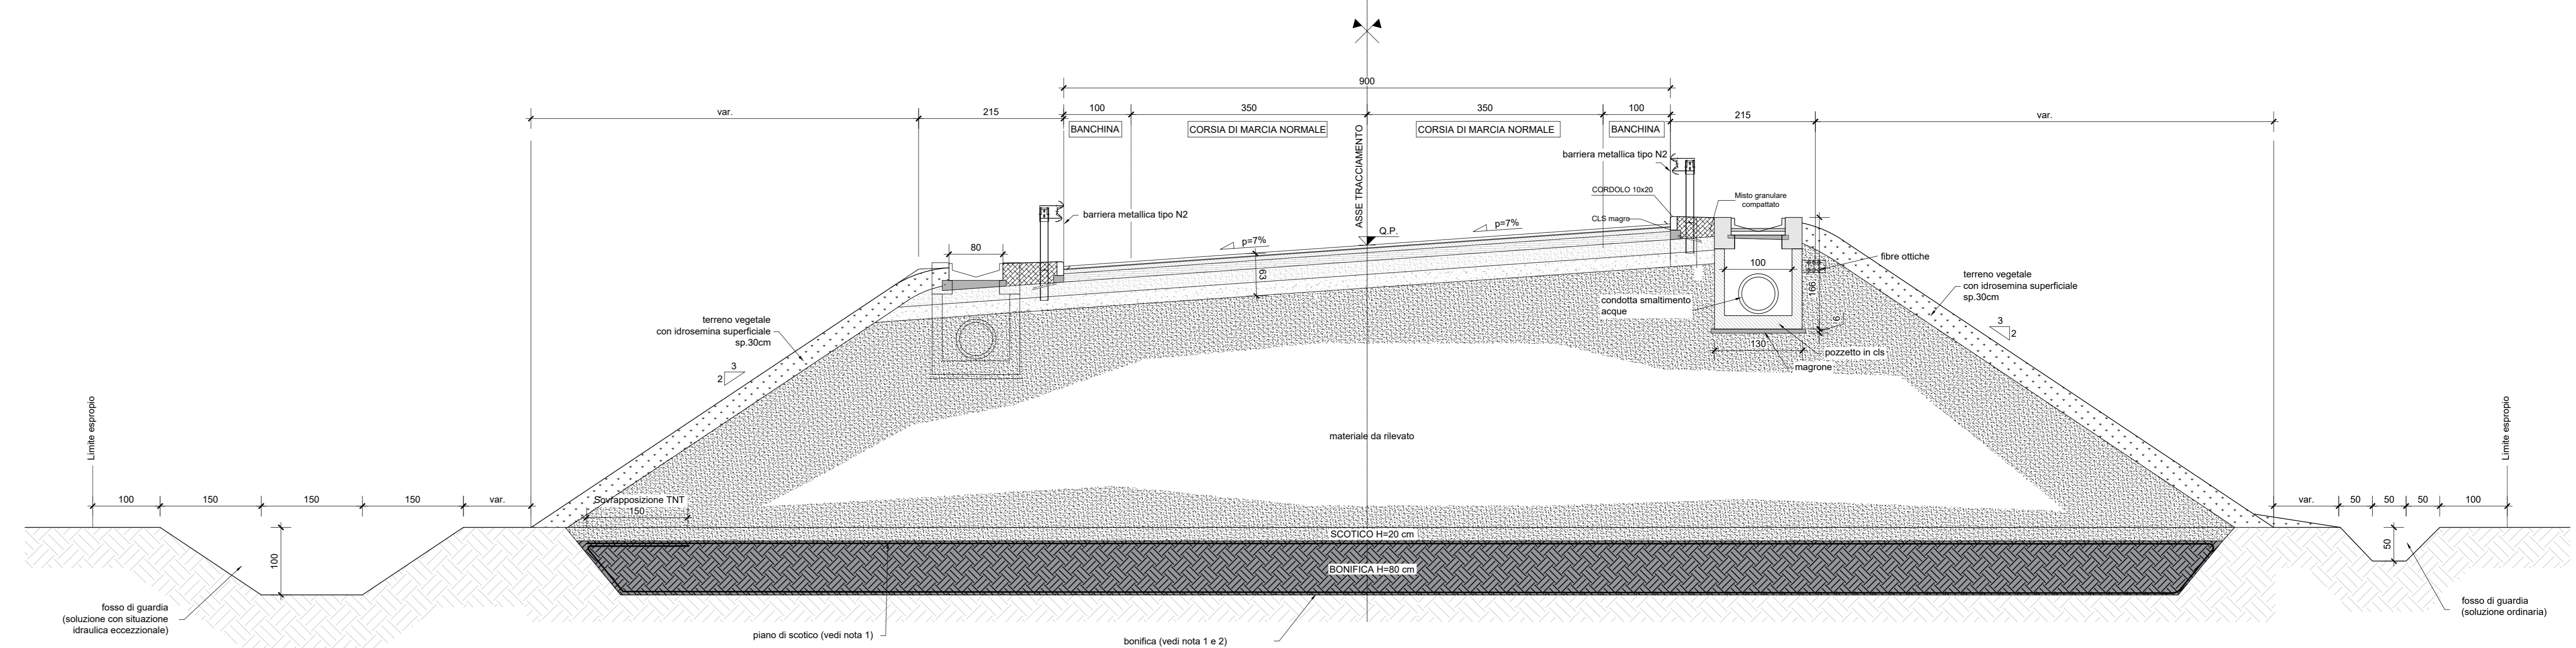 900
var.
215
100
350
350
100
215
var.
BANCHINA
CORSIA DI MARCIA NORMALE
CORSIA DI MARCIA NORMALE
BANCHINA
ASSE TRACCIAMENTO
barriera metallica tipo N2
barriera metallica tipo N2
CORDOLO 10x20
CLS magro
Misto granulare
compattato
Q.P.
p=7%
p=7%
63
80
100
166
9
130
fibre ottiche
condotta smaltimento
acque
pozzetto in cls
magrone
terreno vegetale
con idrosemina superficiale
sp.30cm
3
2
terreno vegetale
con idrosemina superficiale
sp.30cm
3
2
materiale da rilevato
Limite esproprio
Limite esproprio
100
150
150
150
var.
Sovrapposizione TNT
150
var.
50
50
50
100
100
50
SCOTICO H=20 cm
BONIFICA H=80 cm
fosso di guardia
(soluzione con situazione
idraulica eccezzionale)
piano di scotico (vedi nota 1)
bonifica (vedi nota 1 e 2)
fosso di guardia
(soluzione ordinaria)